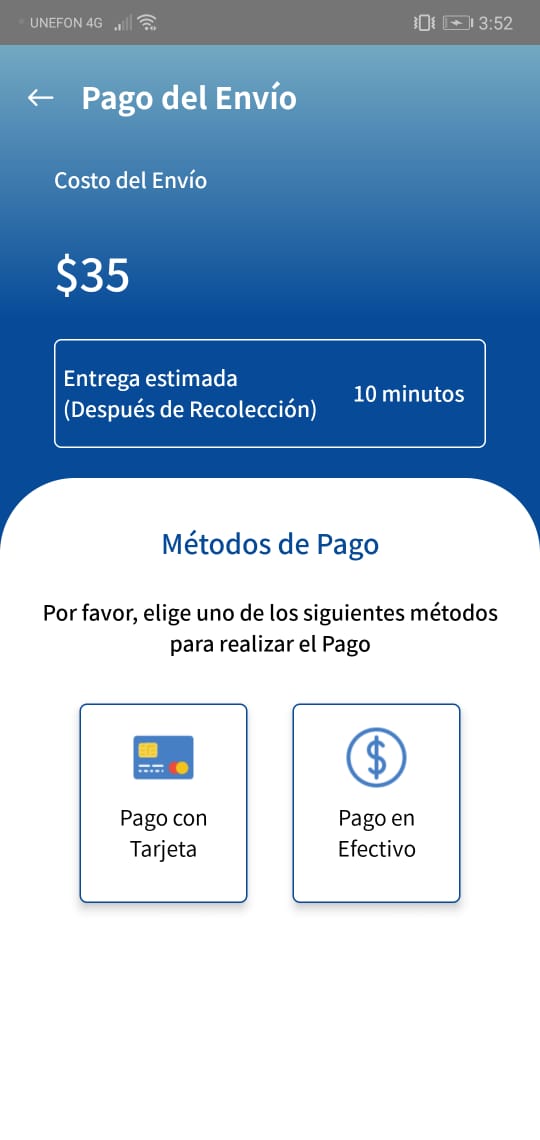 UNEFON 4G
3:52
Pago del Envío
Costo del Envío
$35
Entrega estimada
(Después de Recolección)
10 minutos
Métodos de Pago
Por favor, elige uno de los siguientes métodos
para realizar el Pago
Pago con
Tarjeta
Pago en
Efectivo